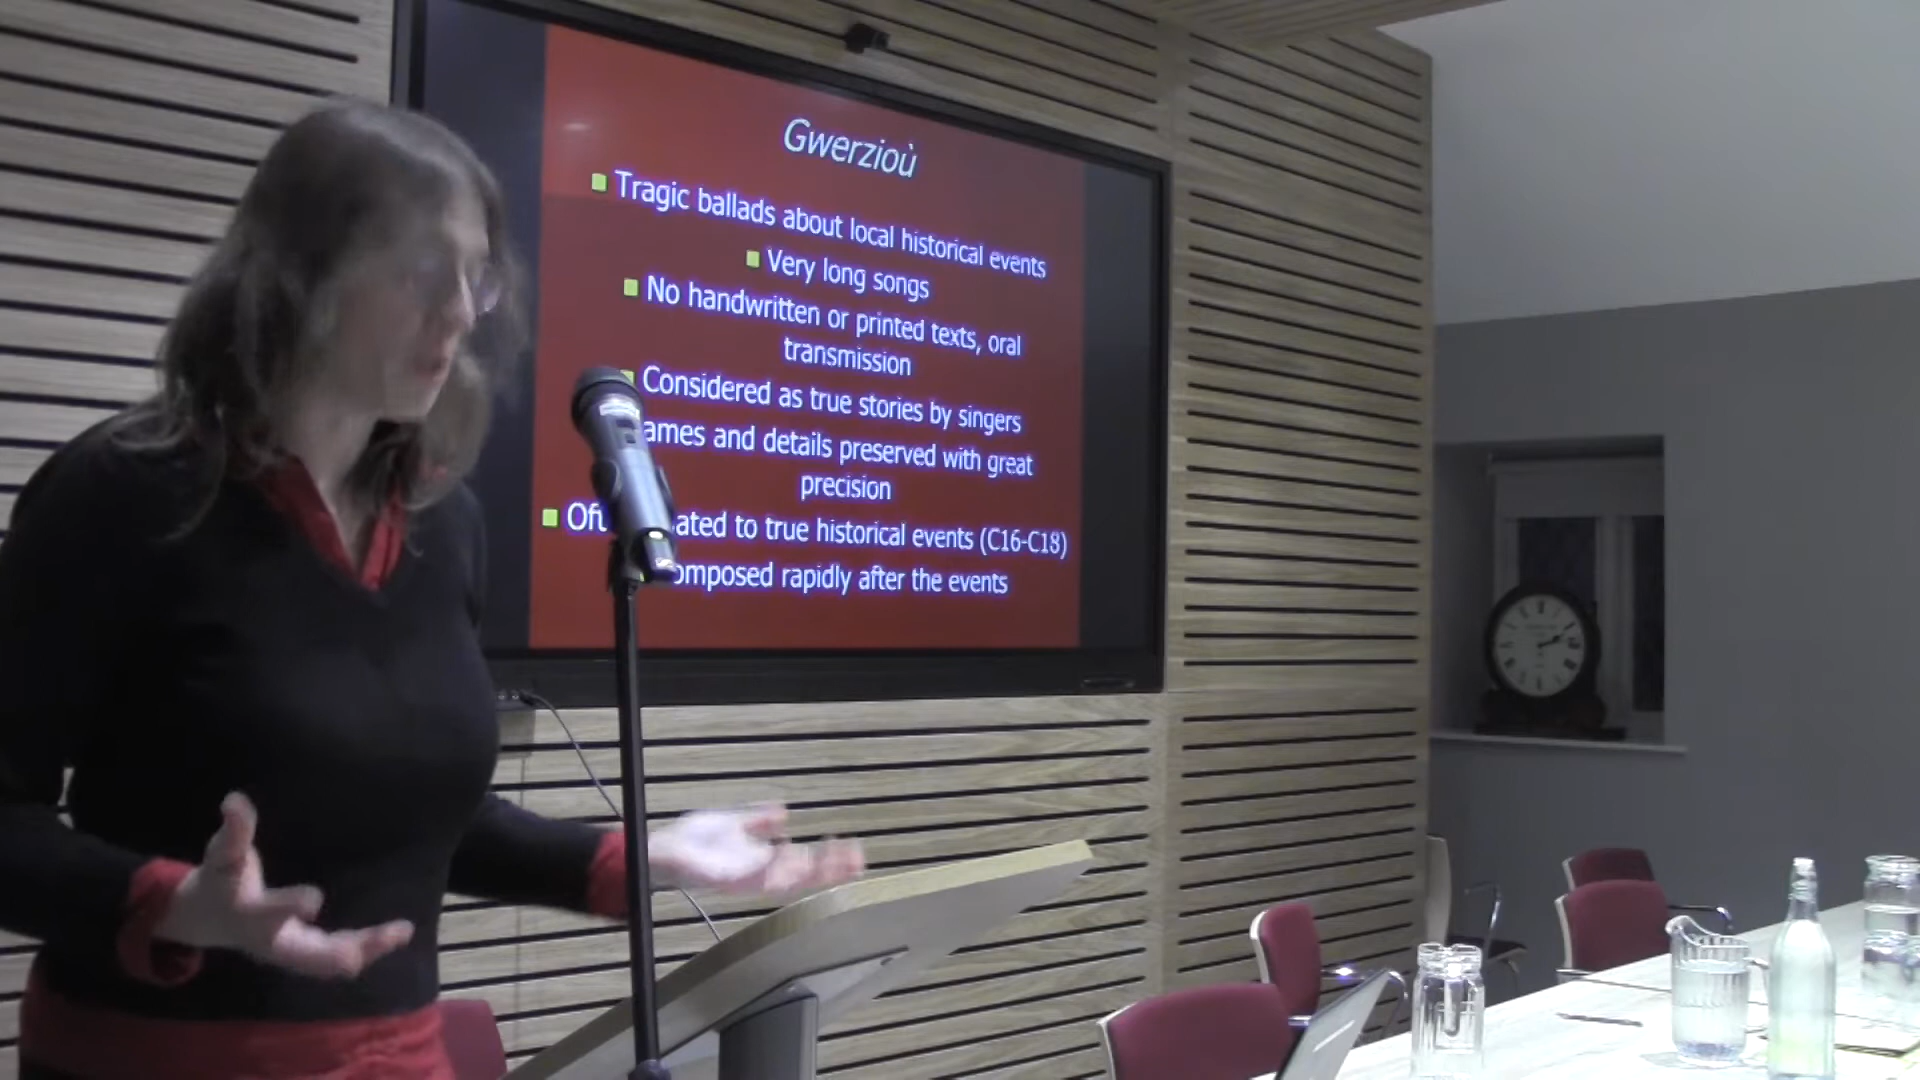 Gwerzioù
Tragic ballads about local historical events
Very long songs
No handwritten or printed texts, oral
transmission
Considered as true stories by singers
ames and details preserved with great
precision
Oft ated to true historical events (C16-C18)
omposed rapidly after the events